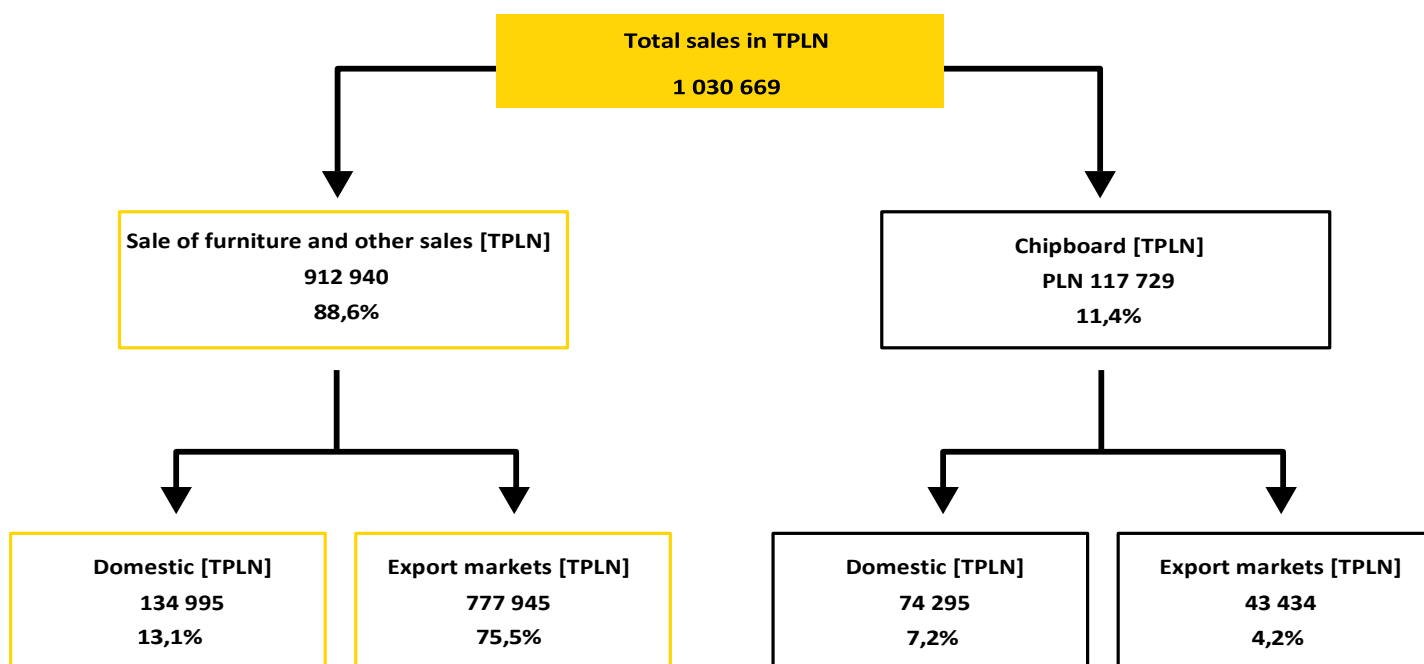 Total sales in TPLN
1 030 669
Sale of furniture and other sales [TPLN]
912 940
88,6%
Chipboard [TPLN]
PLN 117 729
11,4%
Domestic [TPLN]
134 995
13,1%
Export markets [TPLN]
777 945
75,5%
Domestic [TPLN]
74 295
7,2%
Export markets [TPLN]
43 434
4,2%